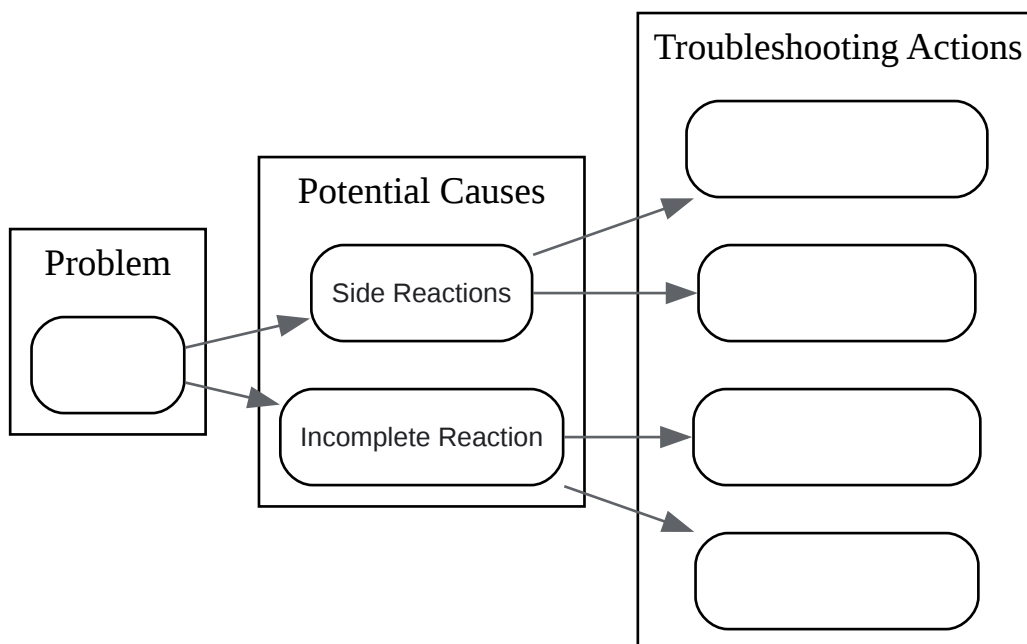 Problem
Potential Causes
Side Reactions
Incomplete Reaction
Troubleshooting Actions